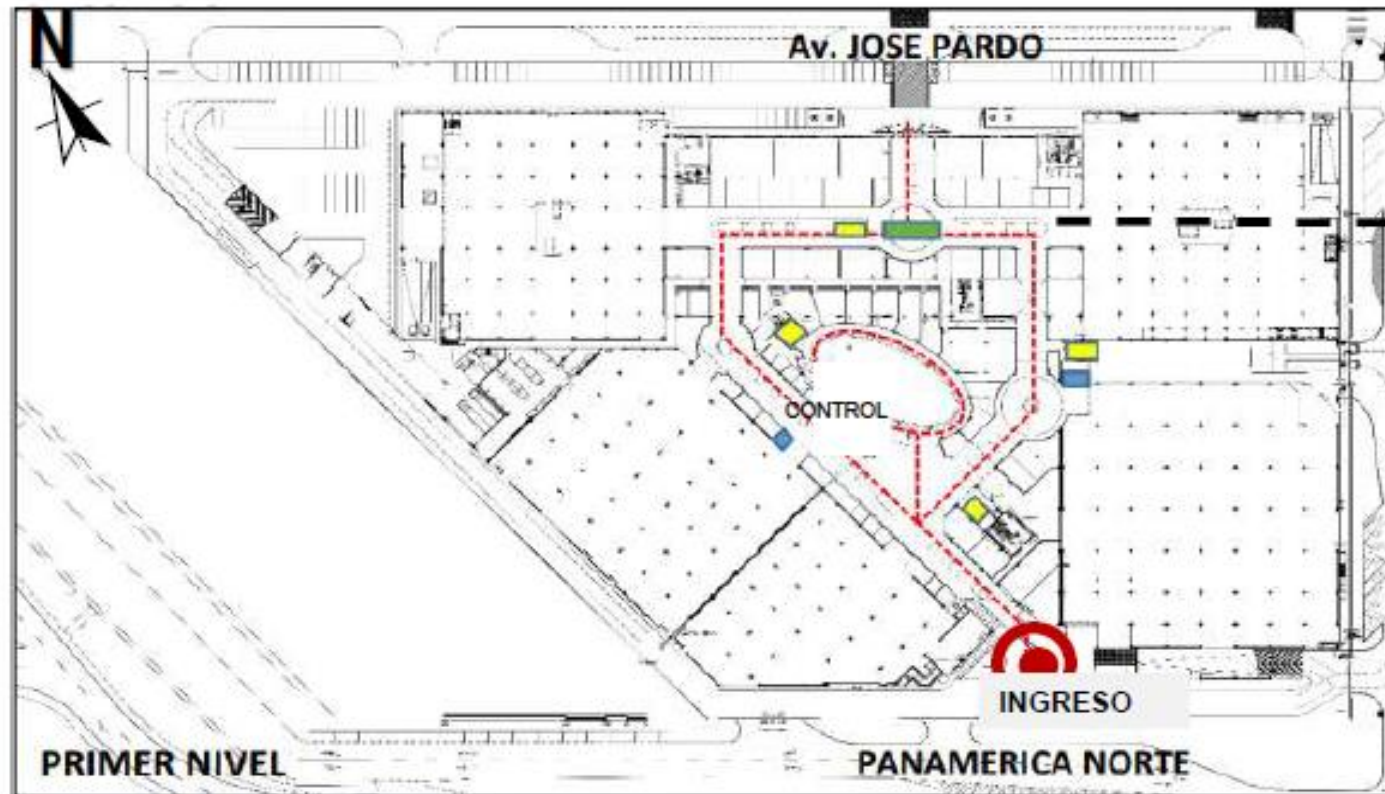 N
Av. JOSE PARDO
CONTROL
INGRESO
PRIMER NIVEL
PANAMERICA NORTE